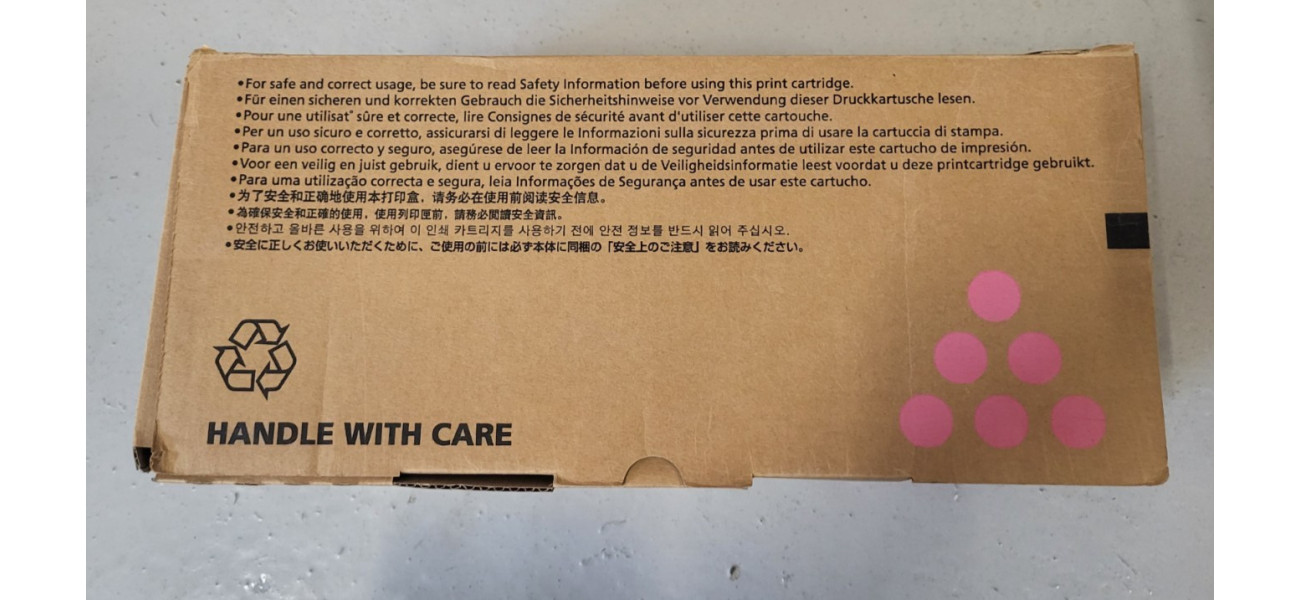 •For safe and correct usage, be sure to read Safety Information before using this print cartridge.
•Für einen sicheren und korrekten Gebrauch die Sicherheitshinweise vor Verwendung dieser Druckkartusche lesen.
•Pour une utilisat˚ sûre et correcte, lire Consignes de sécurité avant d'utiliser cette cartouche.
•Per un uso sicuro e corretto, assicurarsi di leggere le Informazioni sulla sicurezza prima di usare la cartuccia di stampa.
•Para un uso correcto y seguro, asegúrese de leer la Información de seguridad antes de utilizar este cartucho de impresión.
•Voor een veilig en juist gebruik, dient u ervoor te zorgen dat u de Veiligheidsinformatie leest voordat u deze printcartridge gebruikt.
•Para uma utilização correcta e segura, leia Informações de Segurança antes de usar este cartucho.
•为了安全和正确地使用本打印盒，请务必在使用前阅读安全信息。
•為確保安全和正確的使用，使用列印匣前，請務必閱讀安全資訊。
•안전하고 올바른 사용을 위하여 이 인쇄 카트리지를 사용하기 전에 안전 정보를 반드시 읽어 주십시오.
•安全に正しくお使いいただくために、ご使用の前には必ず本体に同梱の「安全上のご注意」をお読みください。
HANDLE WITH CARE